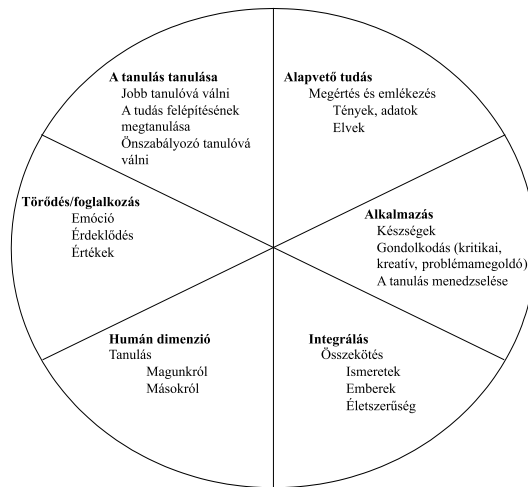 A tanulás tanulása
Jobb tanulóvá válni
A tudás felépítésének
megtanulása
Önszabályozó tanulóvá
válni
Alapvető tudás
Megértés és emlékezés
Tények, adatok
Elvek
Törődés/foglalkozás
Emóció
Érdeklődés
Értékek
Alkalmazás
Készségek
Gondolkodás (kritikai,
kreatív, problémamegoldó)
A tanulás menedzselése
Humán dimenzió
Tanulás
Magunkról
Másokról
Integrálás
Összekötés
Ismeretek
Emberek
Életszerűség